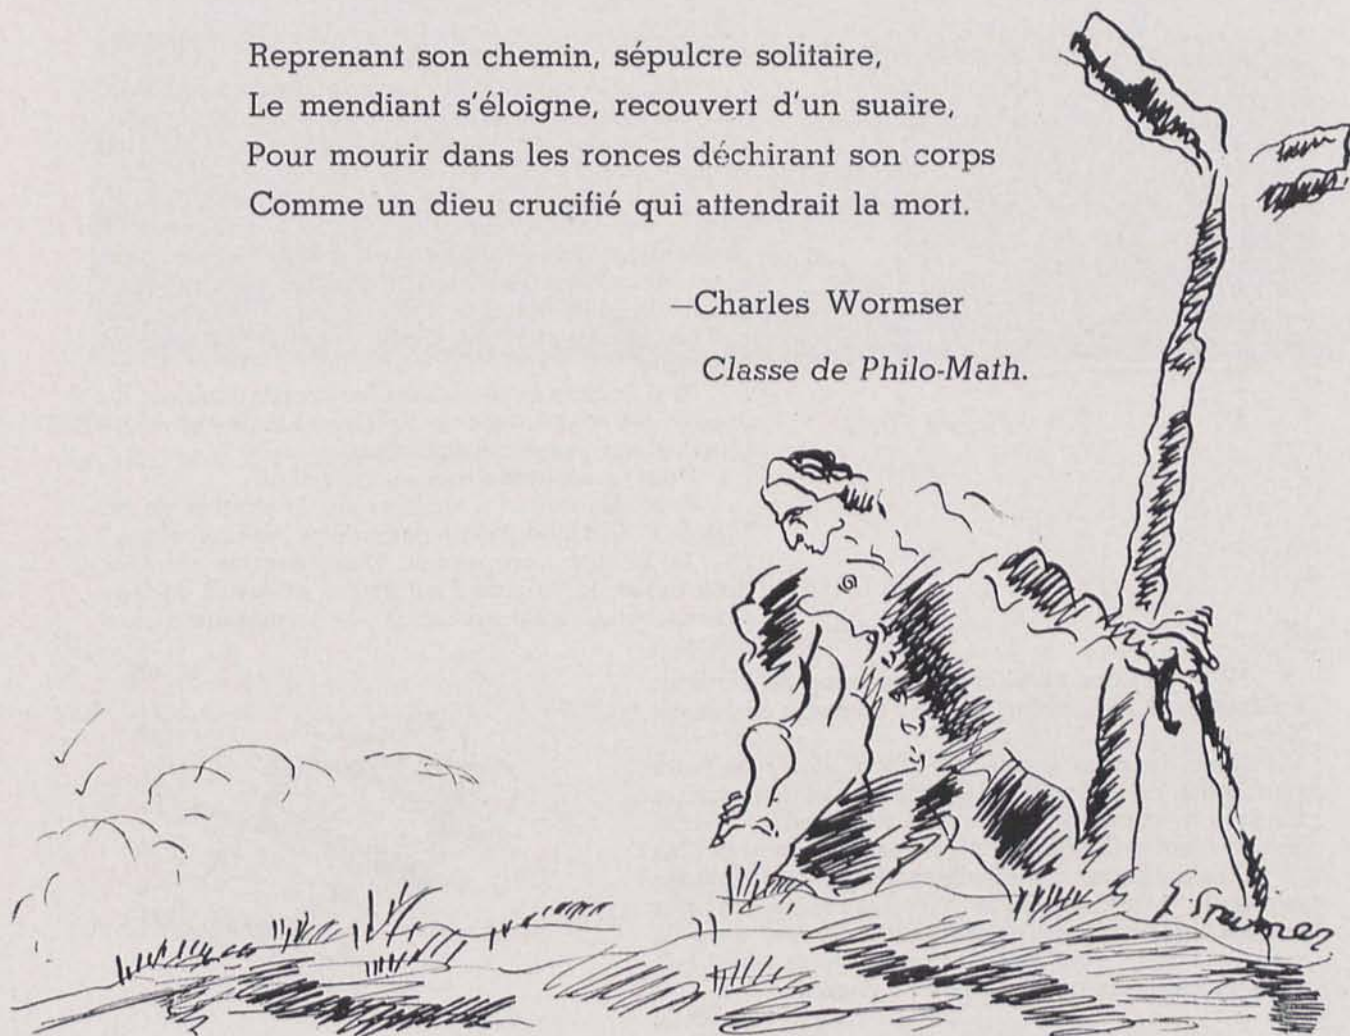 Reprenant son chemin, sépulcre solitaire,
Le mendiant s'éloigne, recouvert d'un suaire,
Pour mourir dans les ronces déchirant son corps
Comme un dieu crucifié qui attendrait la mort.
—Charles Wormser
Classe de Philo-Math.